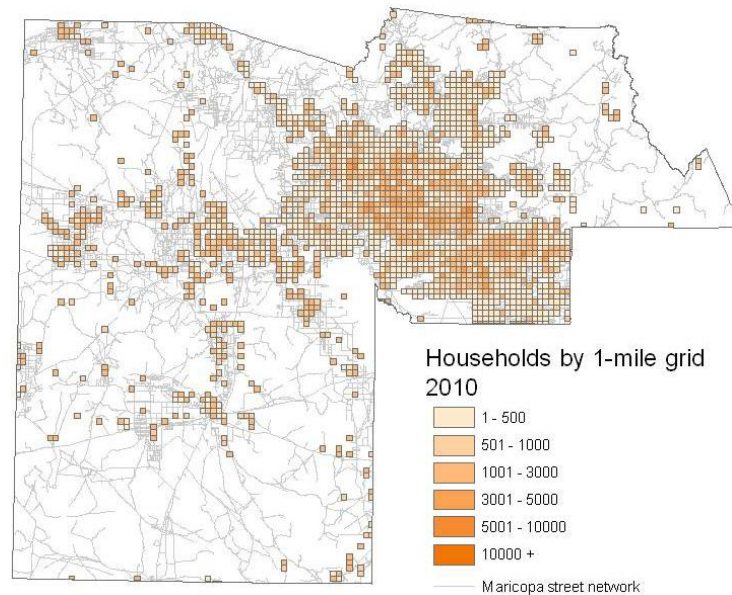 Households by 1-mile grid
2010
1 - 500
501 - 1000
1001 - 3000
3001 - 5000
5001 - 10000
10000 +
Maricopa street network